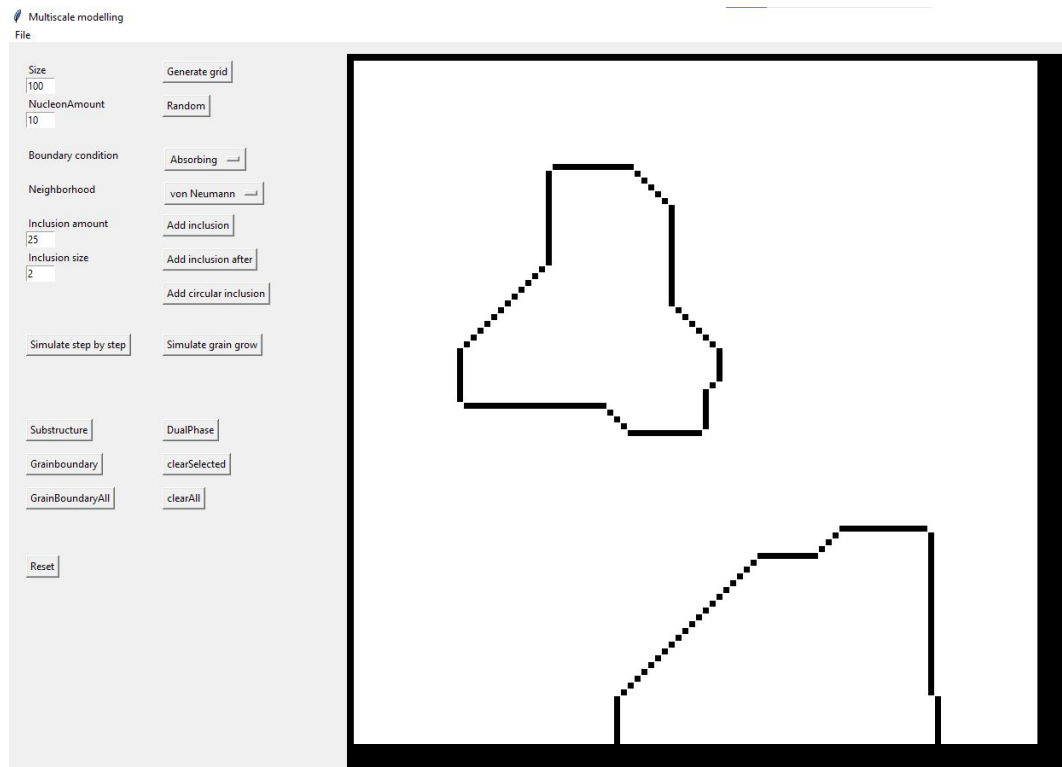 Multiscale modelling
File
Size
Generate grid
100
NucleonAmount
Random
10
Boundary condition
Absorbing
Neighborhood
von Neumann
Inclusion amount
Add inclusion
25
Inclusion size
Add inclusion after
2
Add circular inclusion
Simulate step by step
Simulate grain grow
Substructure
DualPhase
Grainboundary
clearSelected
GrainBoundaryAll
clearAll
Reset